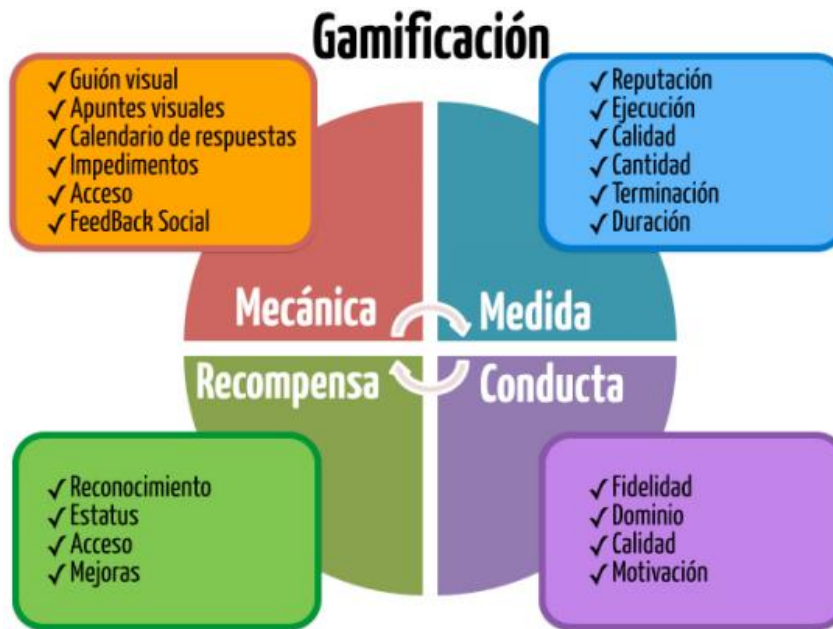 Gamificación
✓ Guión visual
✓ Apuntes visuales
✓ Calendario de respuestas
✓ Impedimentos
✓ Acceso
✓ FeedBack Social
✓ Reputación
✓ Ejecución
✓ Calidad
✓ Cantidad
✓ Terminación
✓ Duración
Mecánica
Medida
Recompensa
Conducta
✓ Reconocimiento
✓ Estatus
✓ Acceso
✓ Mejoras
✓ Fidelidad
✓ Dominio
✓ Calidad
✓ Motivación